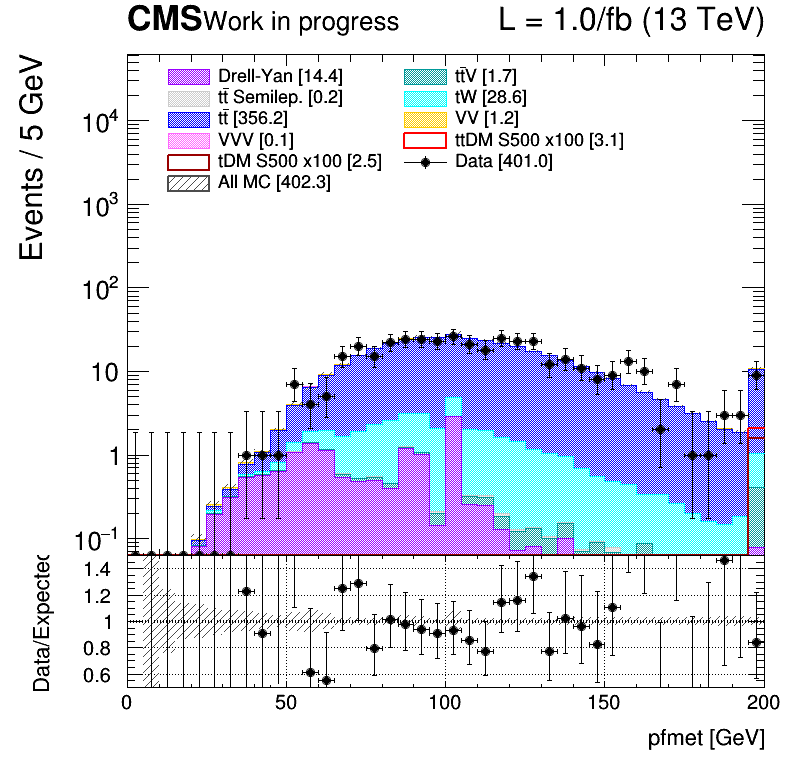 CMS Work in progress L = 1.0/fb (13 TeV)
Events / 5 GeV
Drell-Yan [14.4] tt̄V [1.7]
tt̄ Semilep. [0.2] tW [28.6]
tt̄ [356.2] VV [1.2]
VVV [0.1] ttDM S500 x100 [3.1]
tDM S500 x100 [2.5] Data [401.0]
All MC [402.3]
10⁴
10³
10²
10
1
10⁻¹
Data/Expected
1.4
1.2
1
0.8
0.6
0 50 100 150 200
pfmet [GeV]